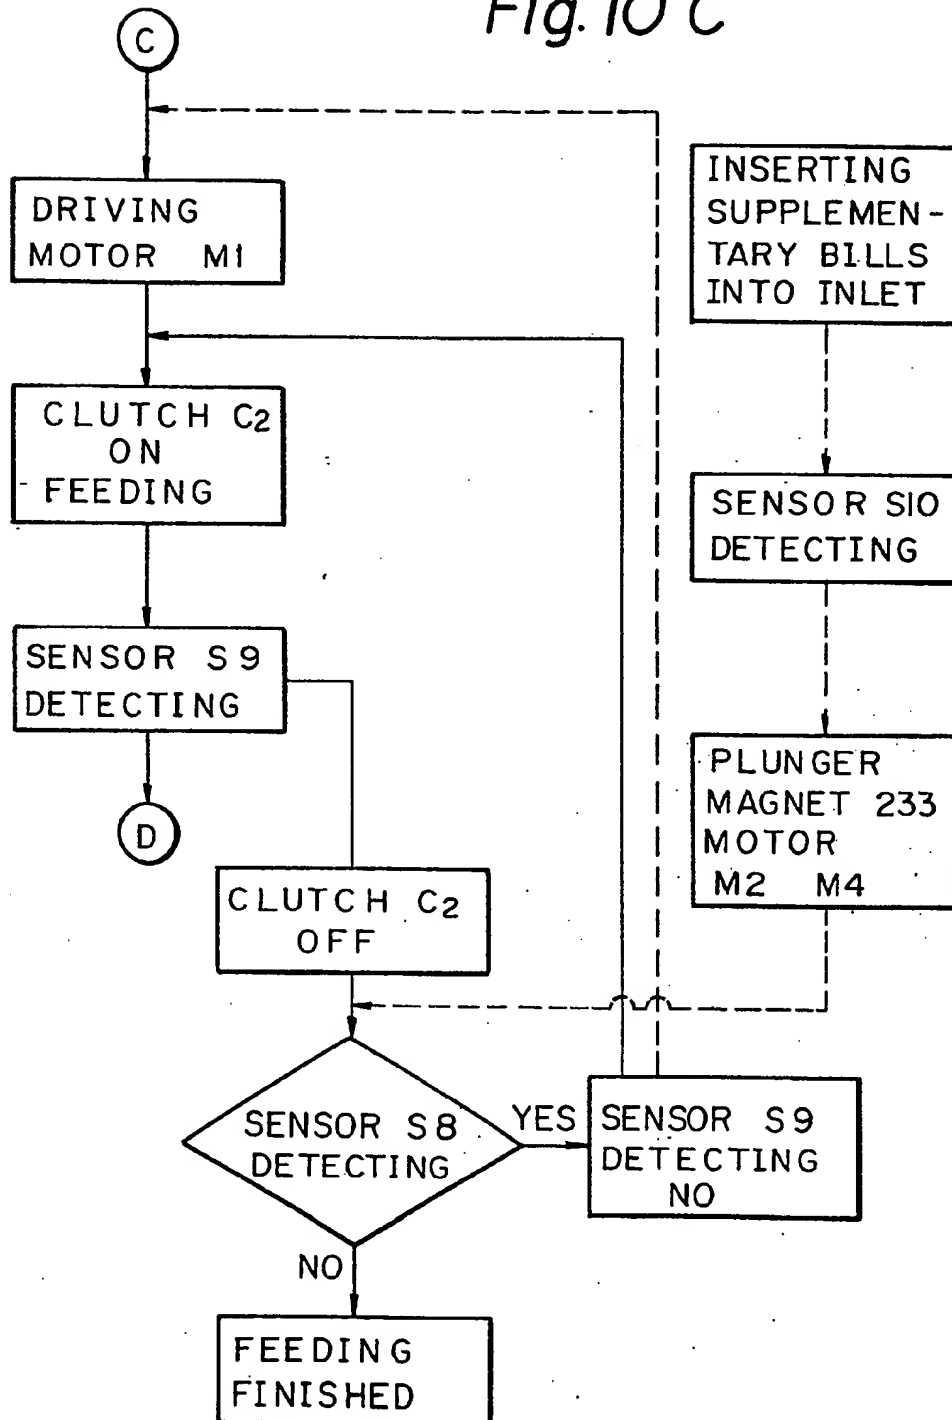 Fig. 10 C
C
DRIVING
MOTOR M1
CLUTCH C2
ON
FEEDING
SENSOR S9
DETECTING
D
CLUTCH C2
OFF
SENSOR S8
DETECTING
YES
SENSOR S9
DETECTING
NO
NO
FEEDING
FINISHED
INSERTING
SUPPLEMEN-
TARY BILLS
INTO INLET
SENSOR S10
DETECTING
PLUNGER
MAGNET 233
MOTOR
M2 M4